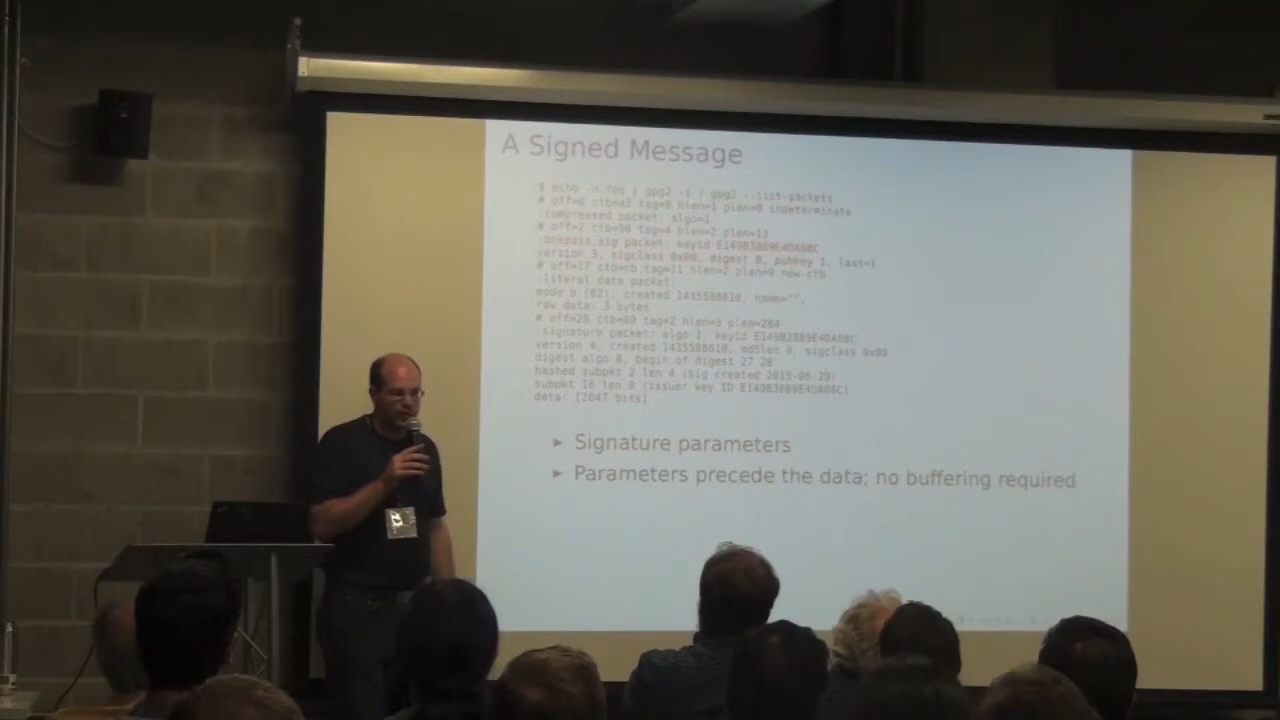 A Signed Message
$ echo -n foo | gpg2 -s | gpg2 --list-packets
# off=0 ctb=a3 tag=8 hlen=1 plen=0 indeterminate
:compressed packet: algo=1
# off=2 ctb=90 tag=4 hlen=2 plen=13
:onepass_sig packet: keyid E149B3889E4DA08C
version 3, sigclass 0x00, digest 8, pubkey 1, last=1
# off=17 ctb=cb tag=11 hlen=2 plen=9 new-ctb
:literal data packet:
mode b (62), created 1435588610, name="",
raw data: 3 bytes
# off=28 ctb=89 tag=2 hlen=3 plen=284
:signature packet: algo 1, keyid E149B3889E4DA08C
version 4, created 1435588610, md5len 0, sigclass 0x00
digest algo 8, begin of digest 27 28
hashed subpkt 2 len 4 (sig created 2015-06-29)
subpkt 16 len 8 (issuer key ID E149B3889E4DA08C)
data: [2047 bits]
► Signature parameters
► Parameters precede the data; no buffering required